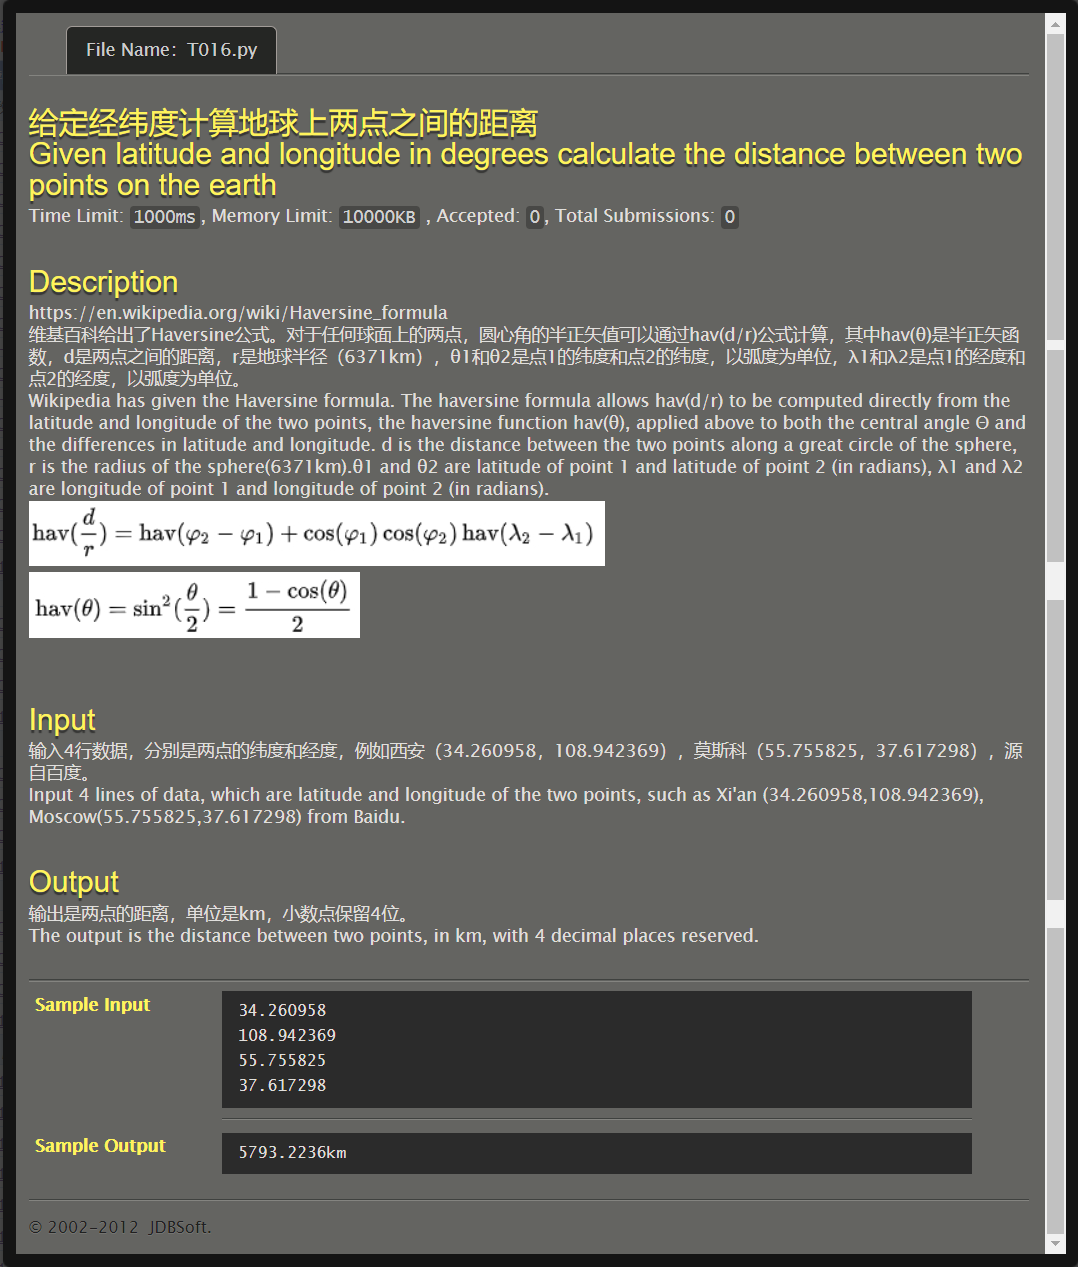 File Name：T016.py
给定经纬度计算地球上两点之间的距离
Given latitude and longitude in degrees calculate the distance between two
points on the earth
Time Limit: 1000ms, Memory Limit: 10000KB , Accepted: 0, Total Submissions: 0
Description
https://en.wikipedia.org/wiki/Haversine_formula
维基百科给出了Haversine公式。对于任何球面上的两点，圆心角的半正矢值可以通过hav(d/r)公式计算，其中hav(θ)是半正矢函
数，d是两点之间的距离，r是地球半径（6371km），θ1和θ2是点1的纬度和点2的纬度，以弧度为单位，λ1和λ2是点1的经度和
点2的经度，以弧度为单位。
Wikipedia has given the Haversine formula. The haversine formula allows hav(d/r) to be computed directly from the
latitude and longitude of the two points, the haversine function hav(θ), applied above to both the central angle Θ and
the differences in latitude and longitude. d is the distance between the two points along a great circle of the sphere,
r is the radius of the sphere(6371km).θ1 and θ2 are latitude of point 1 and latitude of point 2 (in radians), λ1 and λ2
are longitude of point 1 and longitude of point 2 (in radians).
hav(d/r) = hav(φ₂ − φ₁) + cos(φ₁) cos(φ₂) hav(λ₂ − λ₁)
hav(θ) = sin²(θ/2) = (1 − cos(θ))/2
Input
输入4行数据，分别是两点的纬度和经度，例如西安（34.260958，108.942369），莫斯科（55.755825，37.617298），源
自百度。
Input 4 lines of data, which are latitude and longitude of the two points, such as Xi'an (34.260958,108.942369),
Moscow(55.755825,37.617298) from Baidu.
Output
输出是两点的距离，单位是km，小数点保留4位。
The output is the distance between two points, in km, with 4 decimal places reserved.
Sample Input
34.260958
108.942369
55.755825
37.617298
Sample Output
5793.2236km
© 2002-2012 JDBSoft.